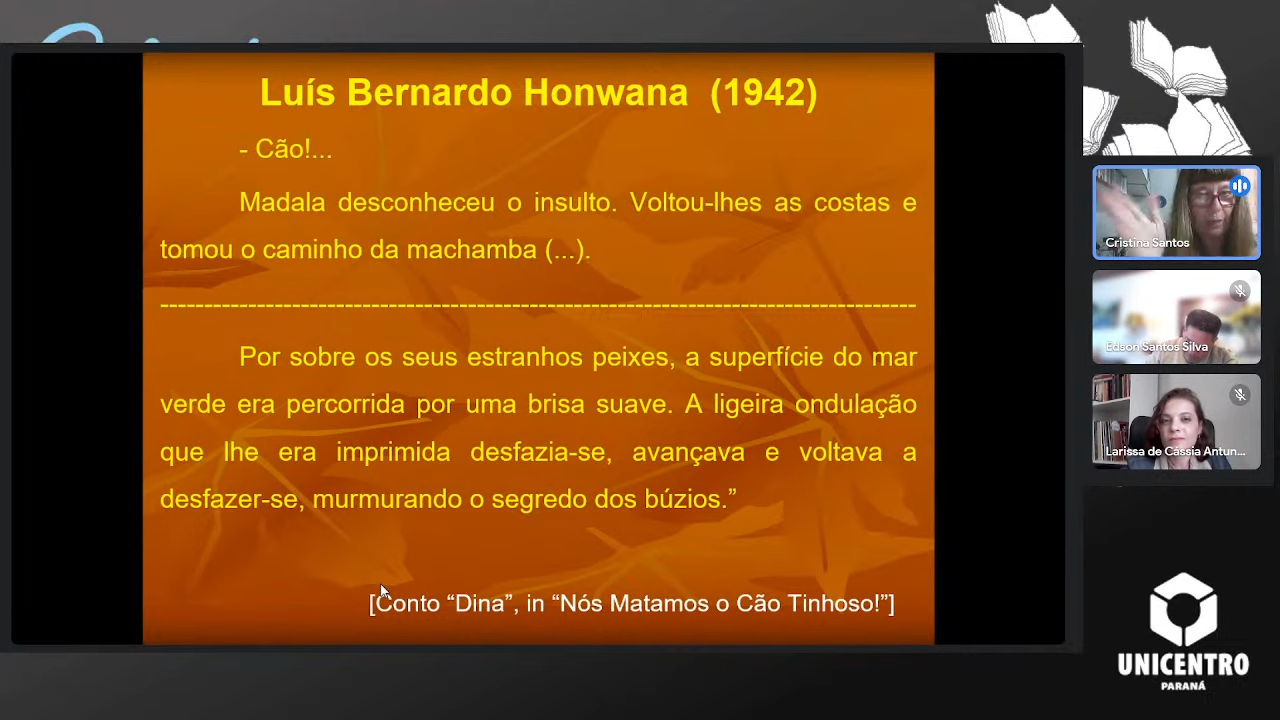 Luís Bernardo Honwana (1942)
- Cão!...
Madala desconheceu o insulto. Voltou-lhes as costas e
tomou o caminho da machamba (...).
------------------------------------------------------------------------------------
Por sobre os seus estranhos peixes, a superfície do mar
verde era percorrida por uma brisa suave. A ligeira ondulação
que lhe era imprimida desfazia-se, avançava e voltava a
desfazer-se, murmurando o segredo dos búzios.”
[Conto “Dina”, in “Nós Matamos o Cão Tinhoso!”]
Cristina Santos
Edson Santos Silva
Larissa de Cássia Antun...
UNICENTRO
PARANÁ